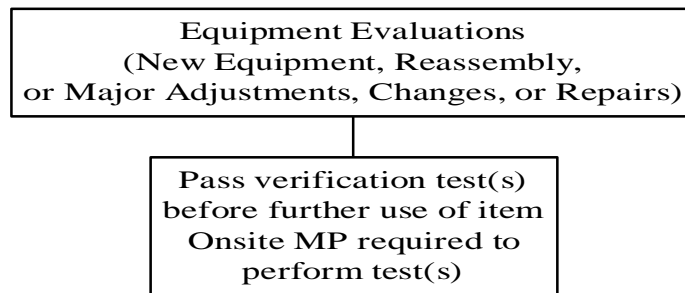 Equipment Evaluations
(New Equipment, Reassembly,
or Major Adjustments, Changes, or Repairs)
Pass verification test(s)
before further use of item
Onsite MP required to
perform test(s)